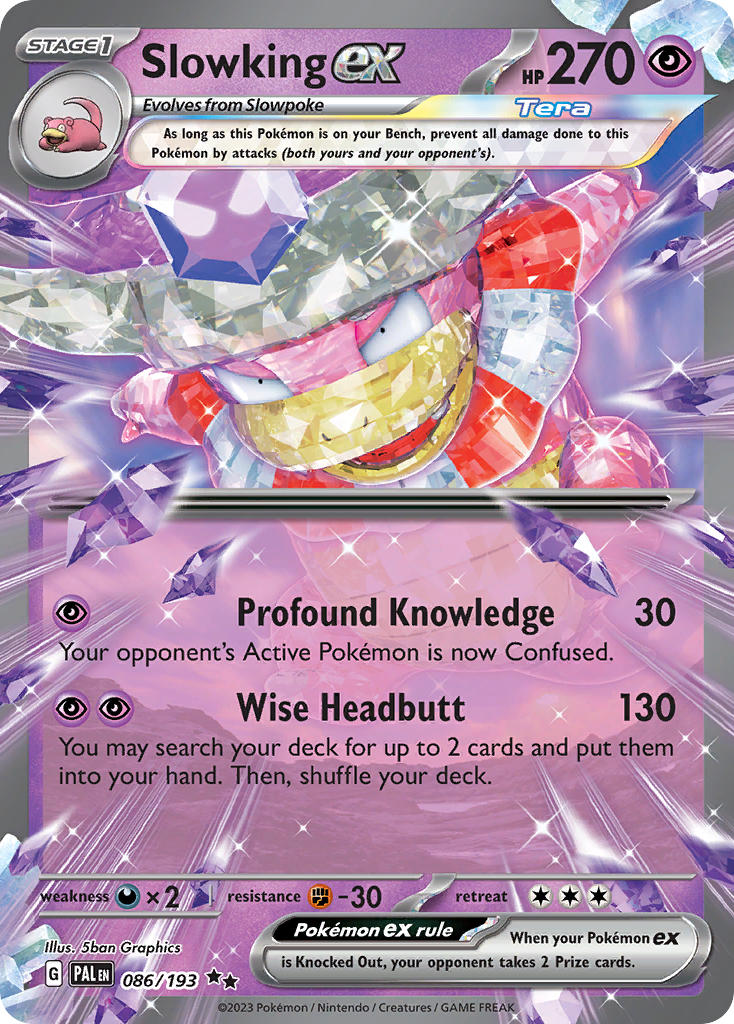 STAGE 1
Slowking ex
HP 270
Evolves from Slowpoke
Tera
As long as this Pokémon is on your Bench, prevent all damage done to this
Pokémon by attacks (both yours and your opponent's).
Profound Knowledge 30
Your opponent's Active Pokémon is now Confused.
Wise Headbutt 130
You may search your deck for up to 2 cards and put them
into your hand. Then, shuffle your deck.
weakness ×2 resistance -30 retreat
Illus. 5ban Graphics
Pokémon ex rule
When your Pokémon ex
is Knocked Out, your opponent takes 2 Prize cards.
G PAL EN 086/193 ★★
©2023 Pokémon / Nintendo / Creatures / GAME FREAK